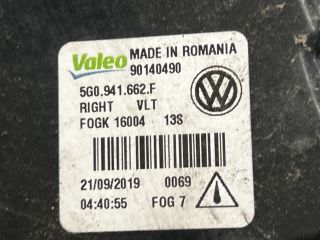 Valeo MADE IN ROMANIA
90140490
5G0.941.662.F
RIGHT VLT
FOGK 16004 13S
21/09/2019 0069
04:40:55 FOG 7